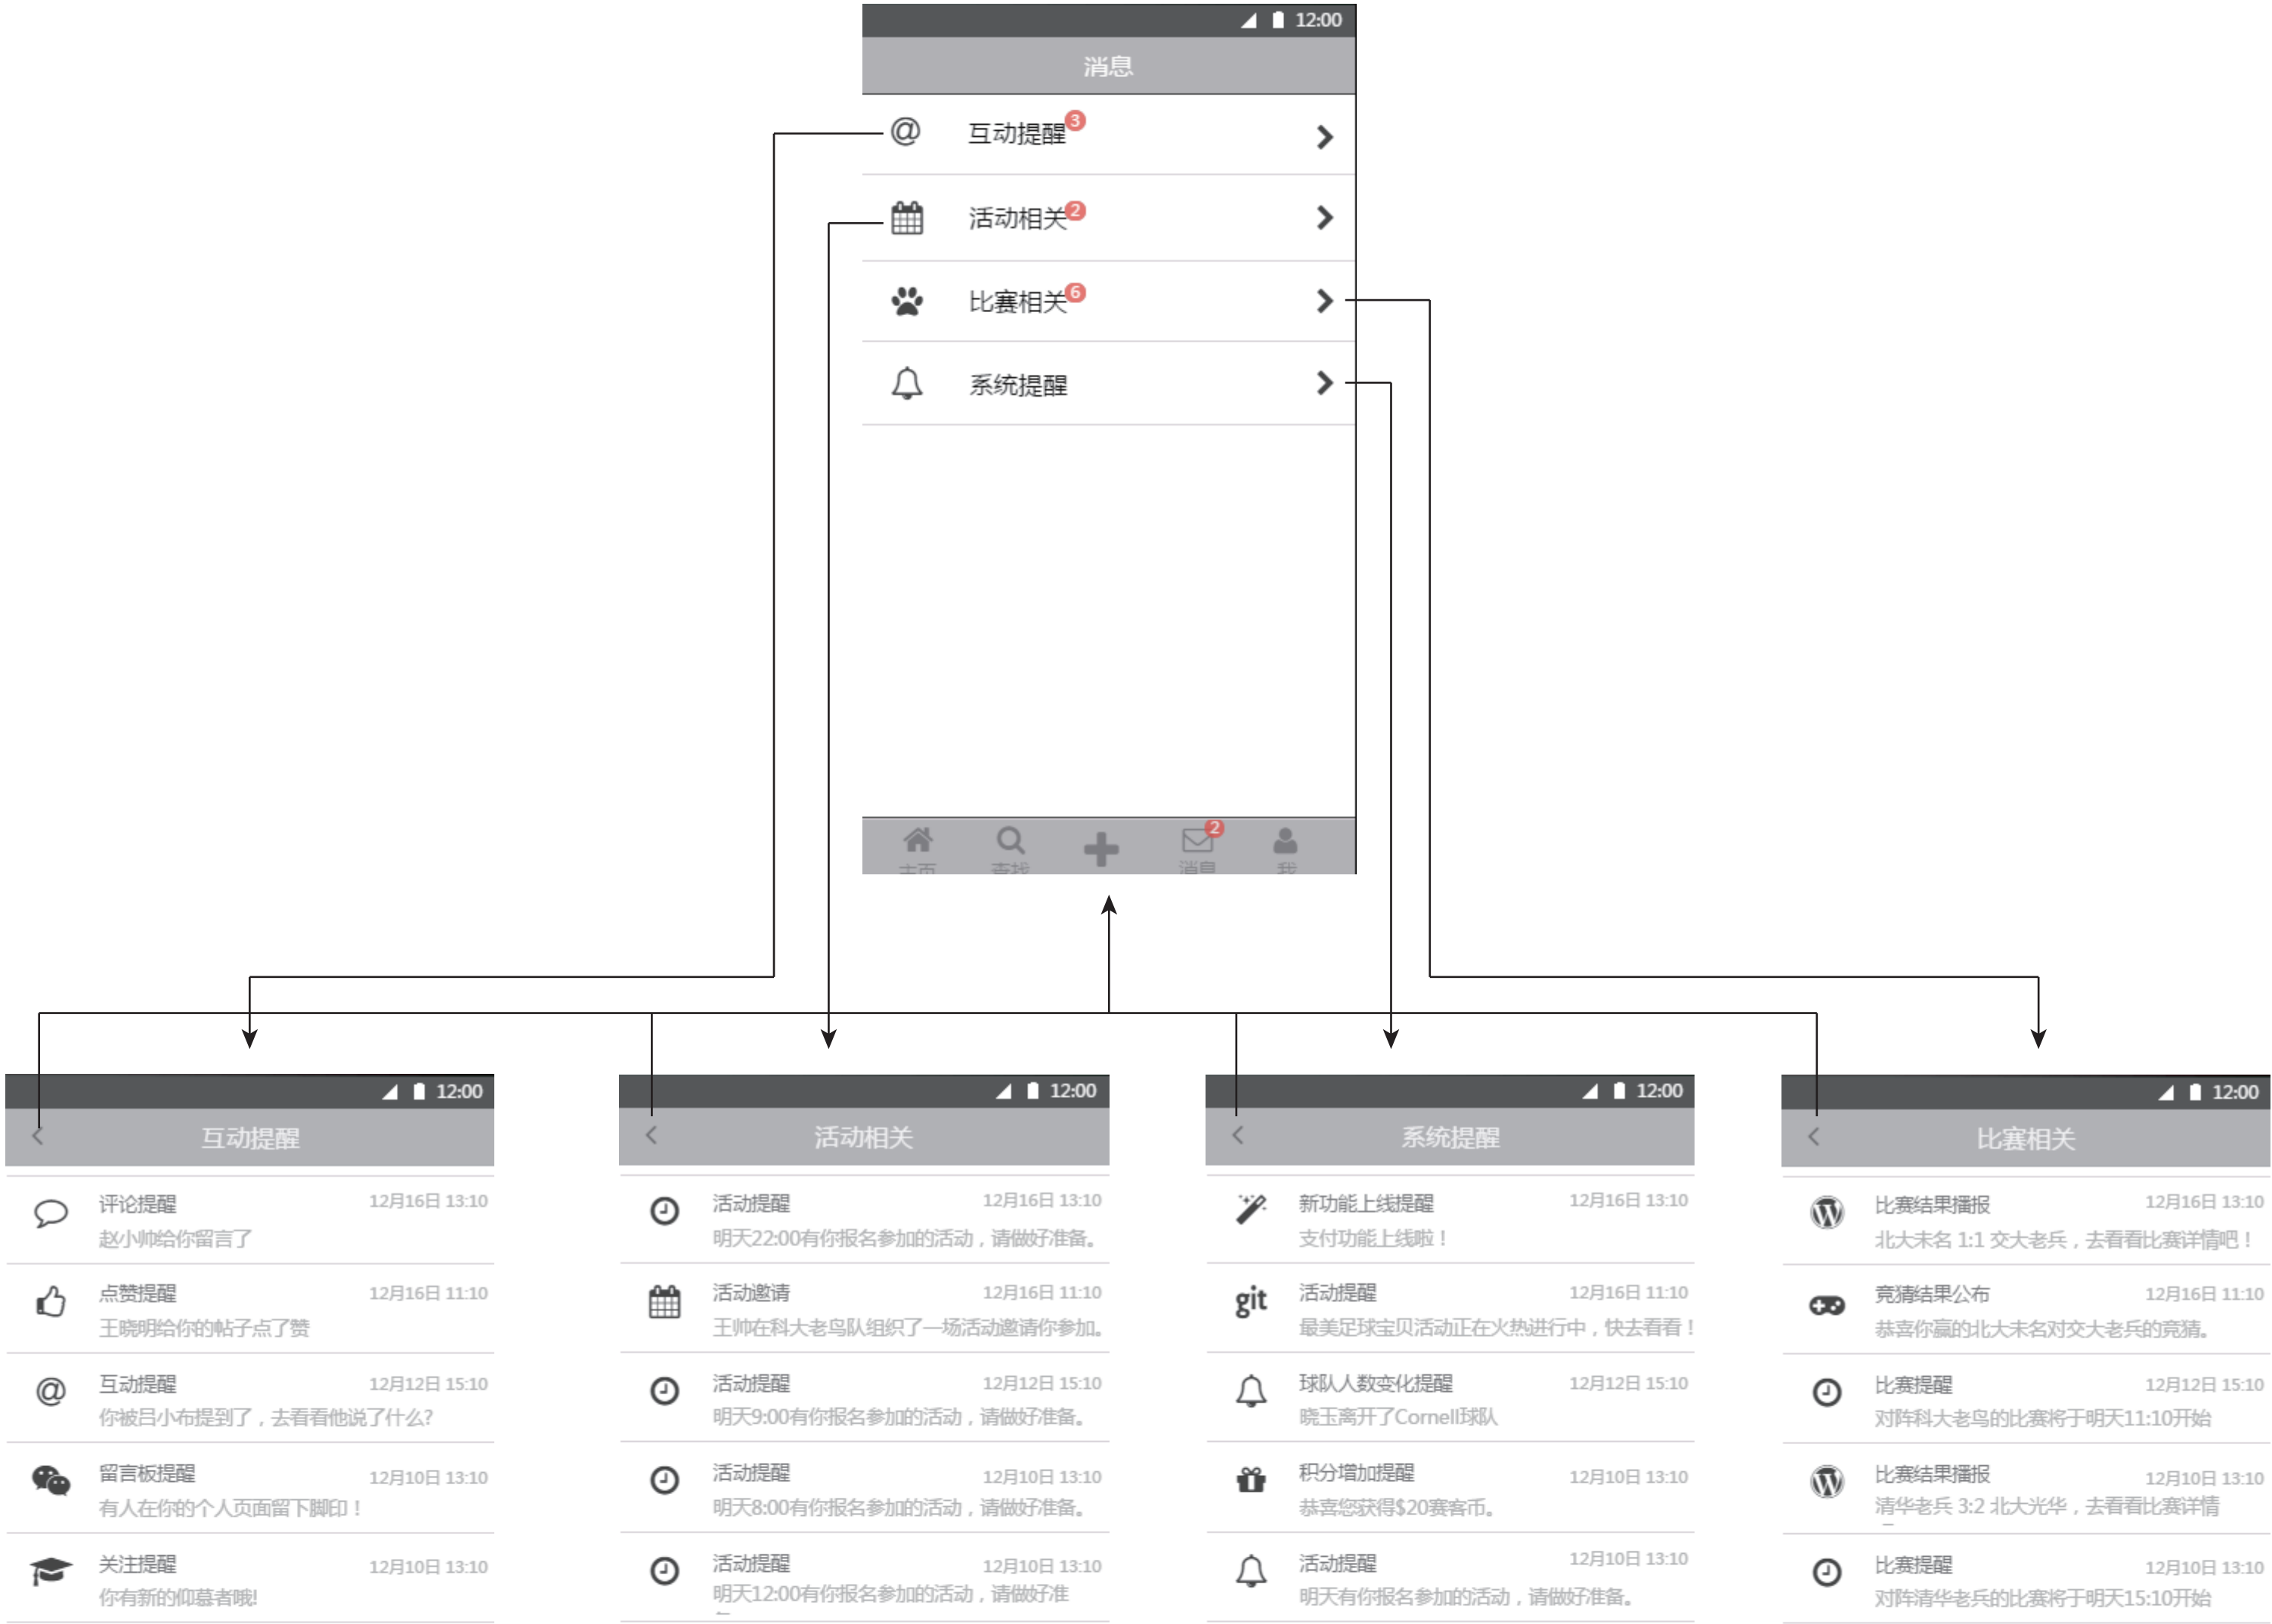 12:00
消息
@ 互动提醒 3
活动相关 2
比赛相关 6
系统提醒
2
主页 查找 消息 我
12:00
互动提醒
评论提醒 12月16日 13:10
赵小帅给你留言了
点赞提醒 12月16日 11:10
王晓明给你的帖子点了赞
@ 互动提醒 12月12日 15:10
你被吕小布提到了，去看看他说了什么?
留言板提醒 12月10日 13:10
有人在你的个人页面留下脚印！
关注提醒 12月10日 13:10
你有新的仰慕者哦!
12:00
活动相关
活动提醒 12月16日 13:10
明天22:00有你报名参加的活动，请做好准备。
活动邀请 12月16日 11:10
王帅在科大老鸟队组织了一场活动邀请你参加。
活动提醒 12月12日 15:10
明天9:00有你报名参加的活动，请做好准备。
活动提醒 12月10日 13:10
明天8:00有你报名参加的活动，请做好准备。
活动提醒 12月10日 13:10
明天12:00有你报名参加的活动，请做好准
12:00
系统提醒
新功能上线提醒 12月16日 13:10
支付功能上线啦！
git 活动提醒 12月16日 11:10
最美足球宝贝活动正在火热进行中，快去看看！
球队人数变化提醒 12月12日 15:10
晓玉离开了Cornell球队
积分增加提醒 12月10日 13:10
恭喜您获得$20赛客币。
活动提醒 12月10日 13:10
明天有你报名参加的活动，请做好准备。
12:00
比赛相关
比赛结果播报 12月16日 13:10
北大未名 1:1 交大老兵，去看看比赛详情吧！
竞猜结果公布 12月16日 11:10
恭喜你赢的北大未名对交大老兵的竞猜。
比赛提醒 12月12日 15:10
对阵科大老鸟的比赛将于明天11:10开始
比赛结果播报 12月10日 13:10
清华老兵 3:2 北大光华，去看看比赛详情
比赛提醒 12月10日 13:10
对阵清华老兵的比赛将于明天15:10开始